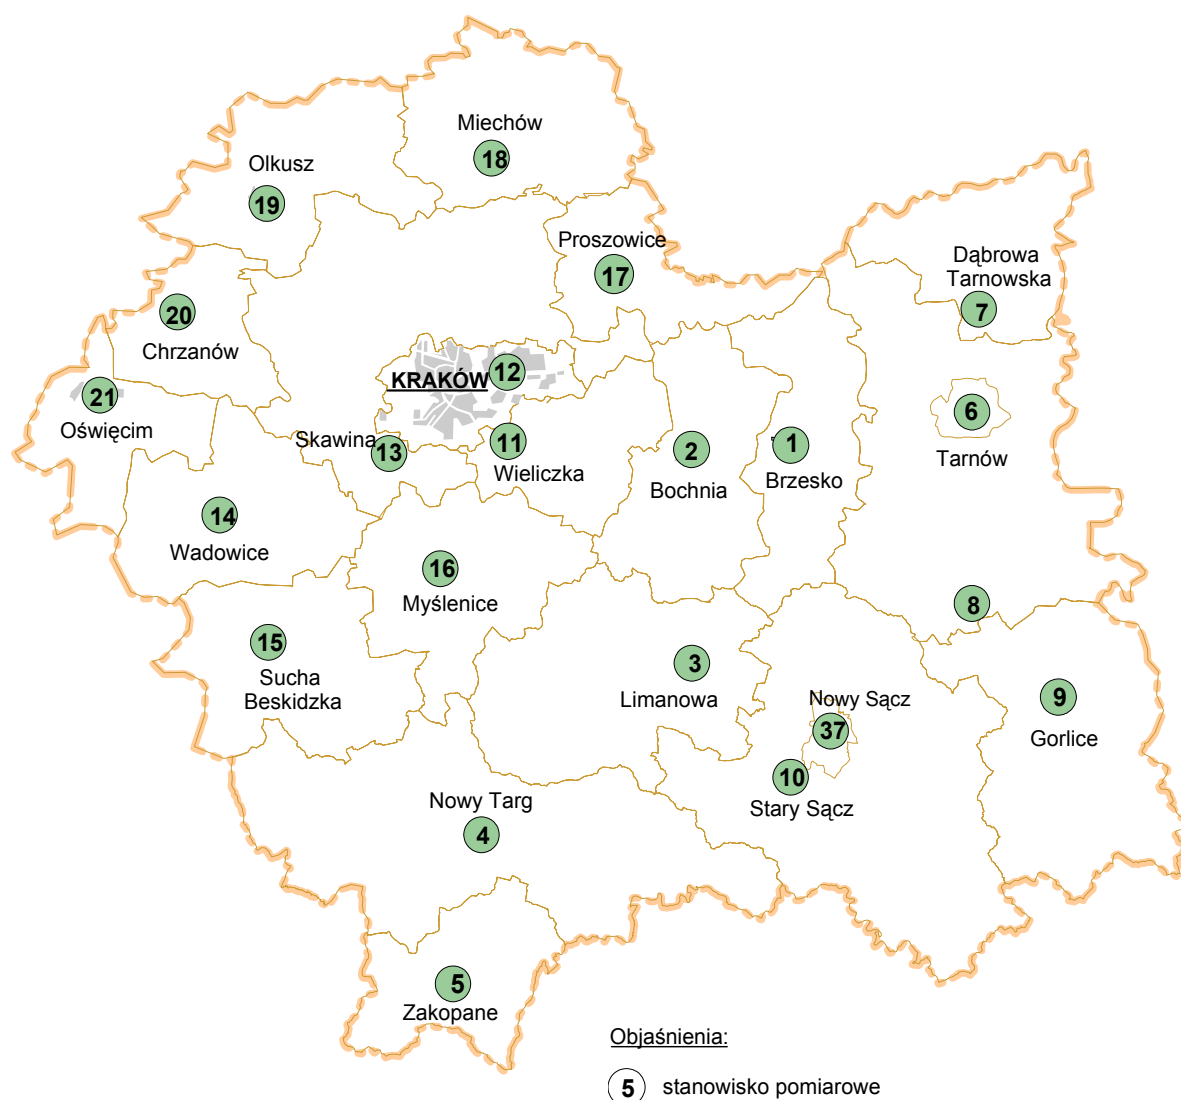 Miechów
18
Olkusz
19
Proszowice
17
Dąbrowa
Tarnowska
7
20
Chrzanów
KRAKÓW
12
21
Oświęcim
6
Tarnów
Skawina
13
11
Wieliczka
2
Bochnia
1
Brzesko
14
Wadowice
16
Myślenice
8
15
Sucha
Beskidzka
3
Limanowa
Nowy Sącz
37
9
Gorlice
10
Stary Sącz
Nowy Targ
4
5
Zakopane
Objaśnienia:
5 stanowisko pomiarowe